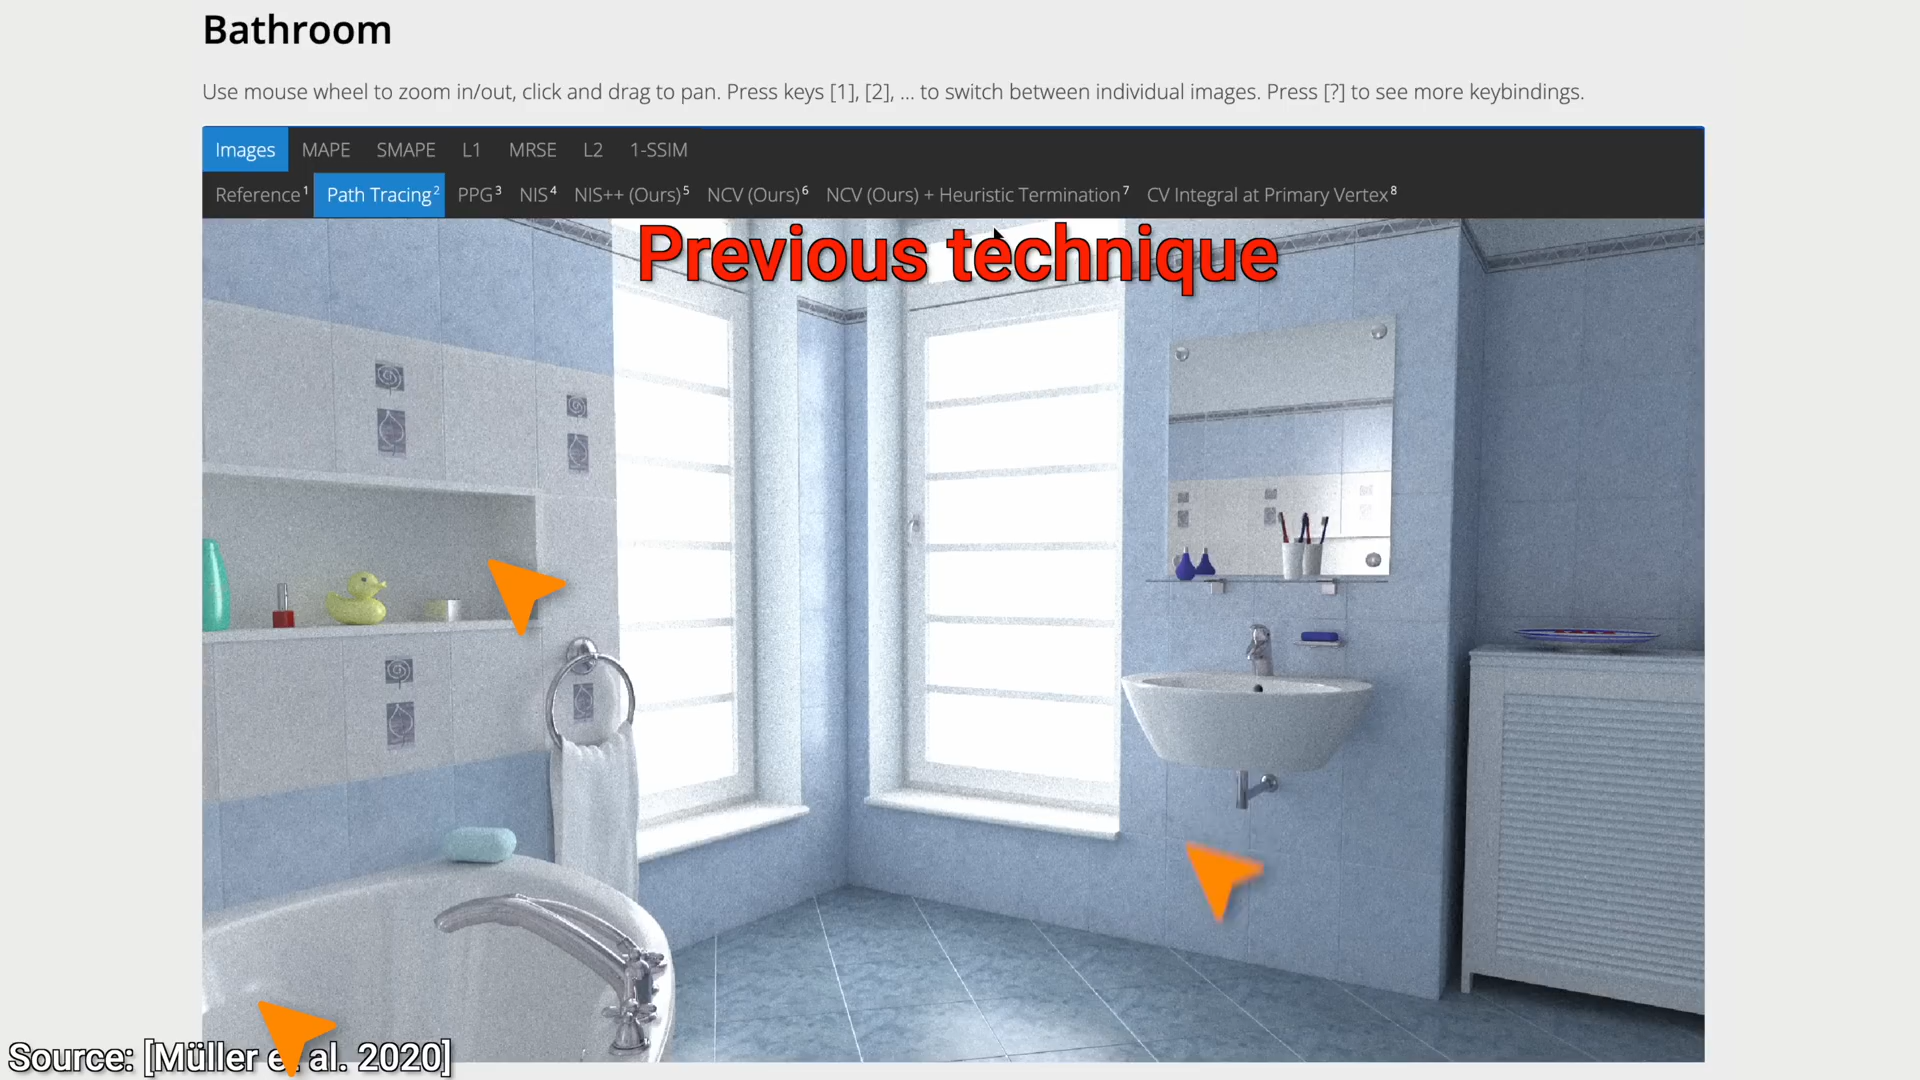 Bathroom
Use mouse wheel to zoom in/out, click and drag to pan. Press keys [1], [2], ... to switch between individual images. Press [?] to see more keybindings.
Images MAPE SMAPE L1 MRSE L2 1-SSIM
Reference¹ Path Tracing² PPG³ NIS⁴ NIS++ (Ours)⁵ NCV (Ours)⁶ NCV (Ours) + Heuristic Termination⁷ CV Integral at Primary Vertex⁸
Previous technique
Source: [Müller et al. 2020]